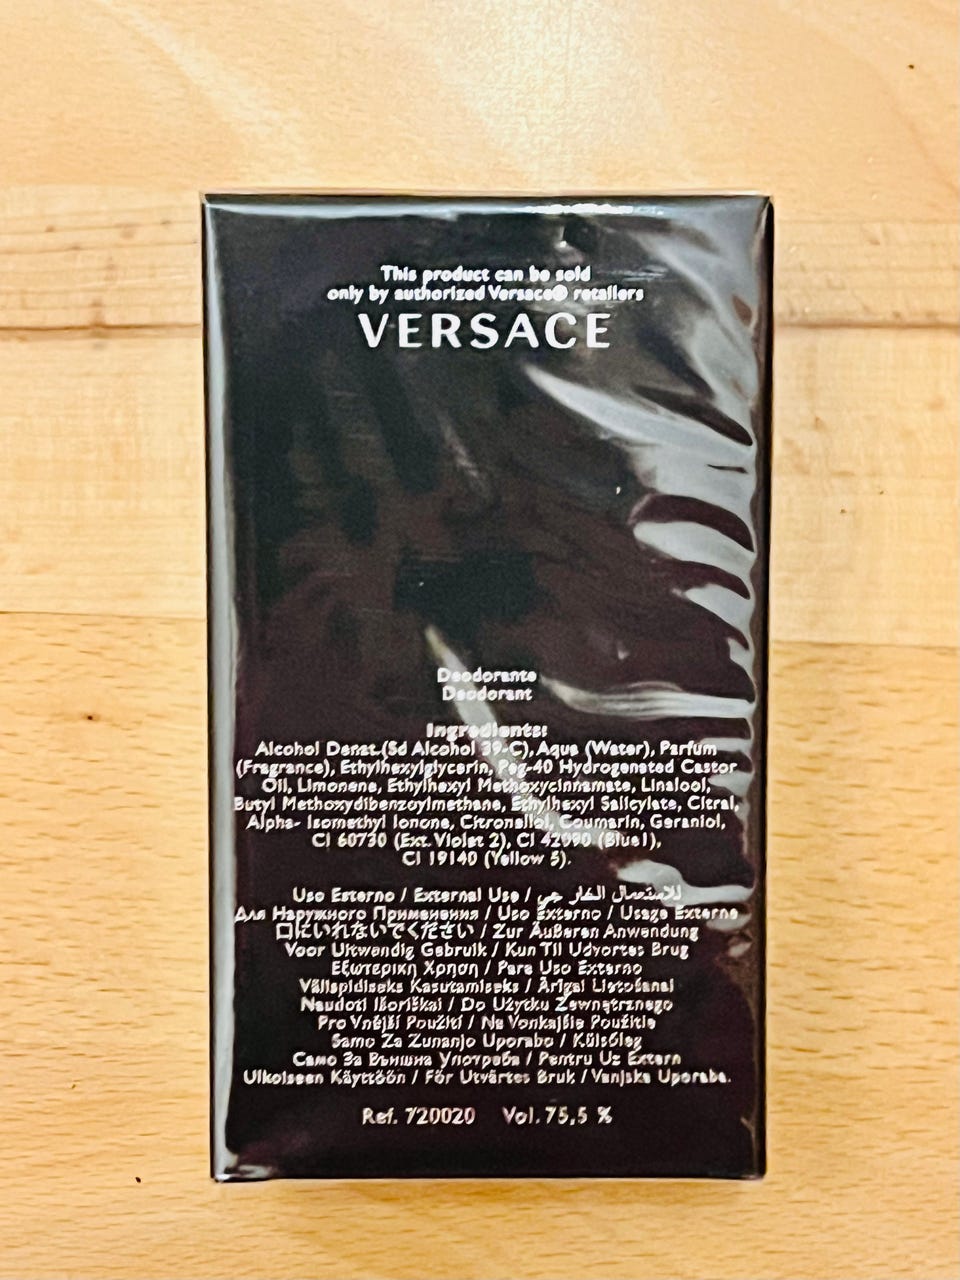 This product can be sold
only by authorized Versace® retailers
VERSACE
Deodorante
Deodorant
Ingredients:
Alcohol Denat.(Sd Alcohol 39-C), Aqua (Water), Parfum
(Fragrance), Ethylhexylglycerin, Peg-40 Hydrogenated Castor
Oil, Limonene, Ethylhexyl Methoxycinnamate, Linalool,
Butyl Methoxydibenzoylmethane, Ethylhexyl Salicylate, Citral,
Alpha- Isomethyl Ionone, Citronellol, Coumarin, Geraniol,
CI 60730 (Ext. Violet 2), CI 42090 (Blue1),
CI 19140 (Yellow 5).
Uso Esterno / External Use / للاستعمال الخارجي
Для Наружного Применения / Uso Externo / Usage Externe
口にいれないでください / Zur Äußeren Anwendung
Voor Uitwendig Gebruik / Kun Til Udvortes Brug
Εξωτερικη Χρηση / Para Uso Externo
Välispidiseks Kasutamiseks / Ārīgai Lietošanai
Naudoti Išoriškai / Do Użytku Zewnętrznego
Pro Vnější Použití / Na Vonkajšie Použitie
Samo Za Zunanjo Uporabo / Külsőleg
Само За Външна Употреба / Pentru Uz Extern
Ulkoiseen Käyttöön / För Utvärtes Bruk / Vanjska Uporaba.
Ref. 720020 Vol. 75,5 %